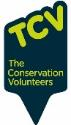 TCV
The
Conservation
Volunteers